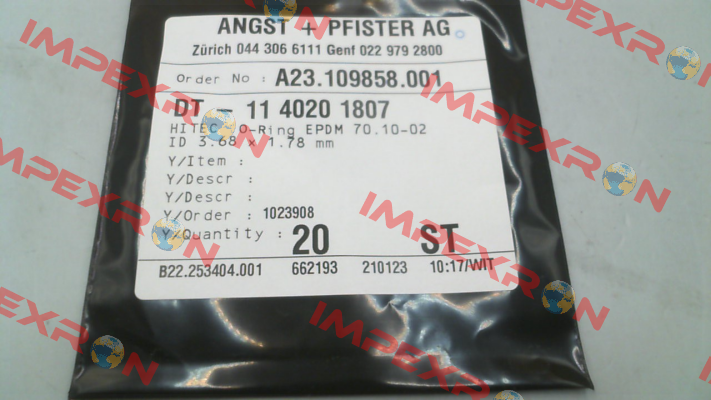 ANGST + PFISTER AG
Zürich 044 306 6111 Genf 022 979 2800
Order No : A23.109858.001
DT - 11 4020 1807
HITEC O-Ring EPDM 70.10-02
ID 3.68 x 1.78 mm
Y/Item :
Y/Descr :
Y/Descr :
Y/Order : 1023908
Y/Quantity : 20 ST
B22.253404.001 662193 210123 10:17/WIT
IMPEXRON
IMPEXRON
IMPEXRON
IMPEXRON
IMPEXRON
IMPEXRON